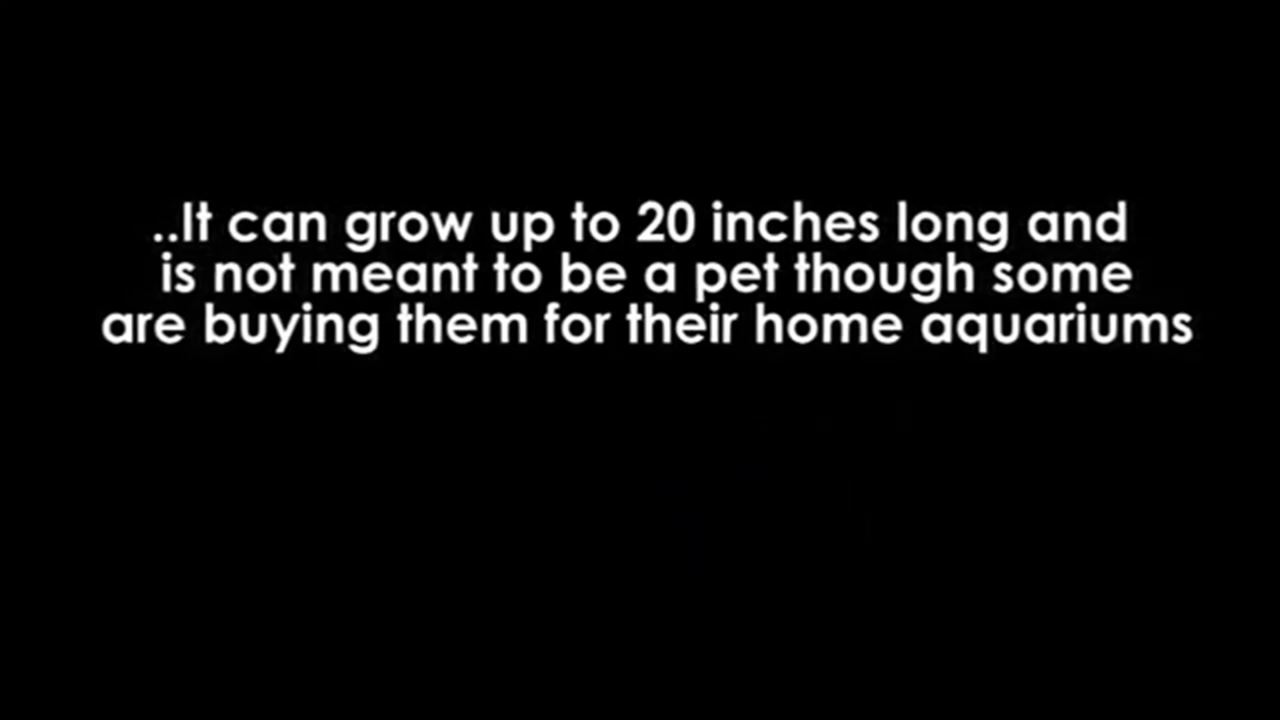 ..It can grow up to 20 inches long and
is not meant to be a pet though some
are buying them for their home aquariums